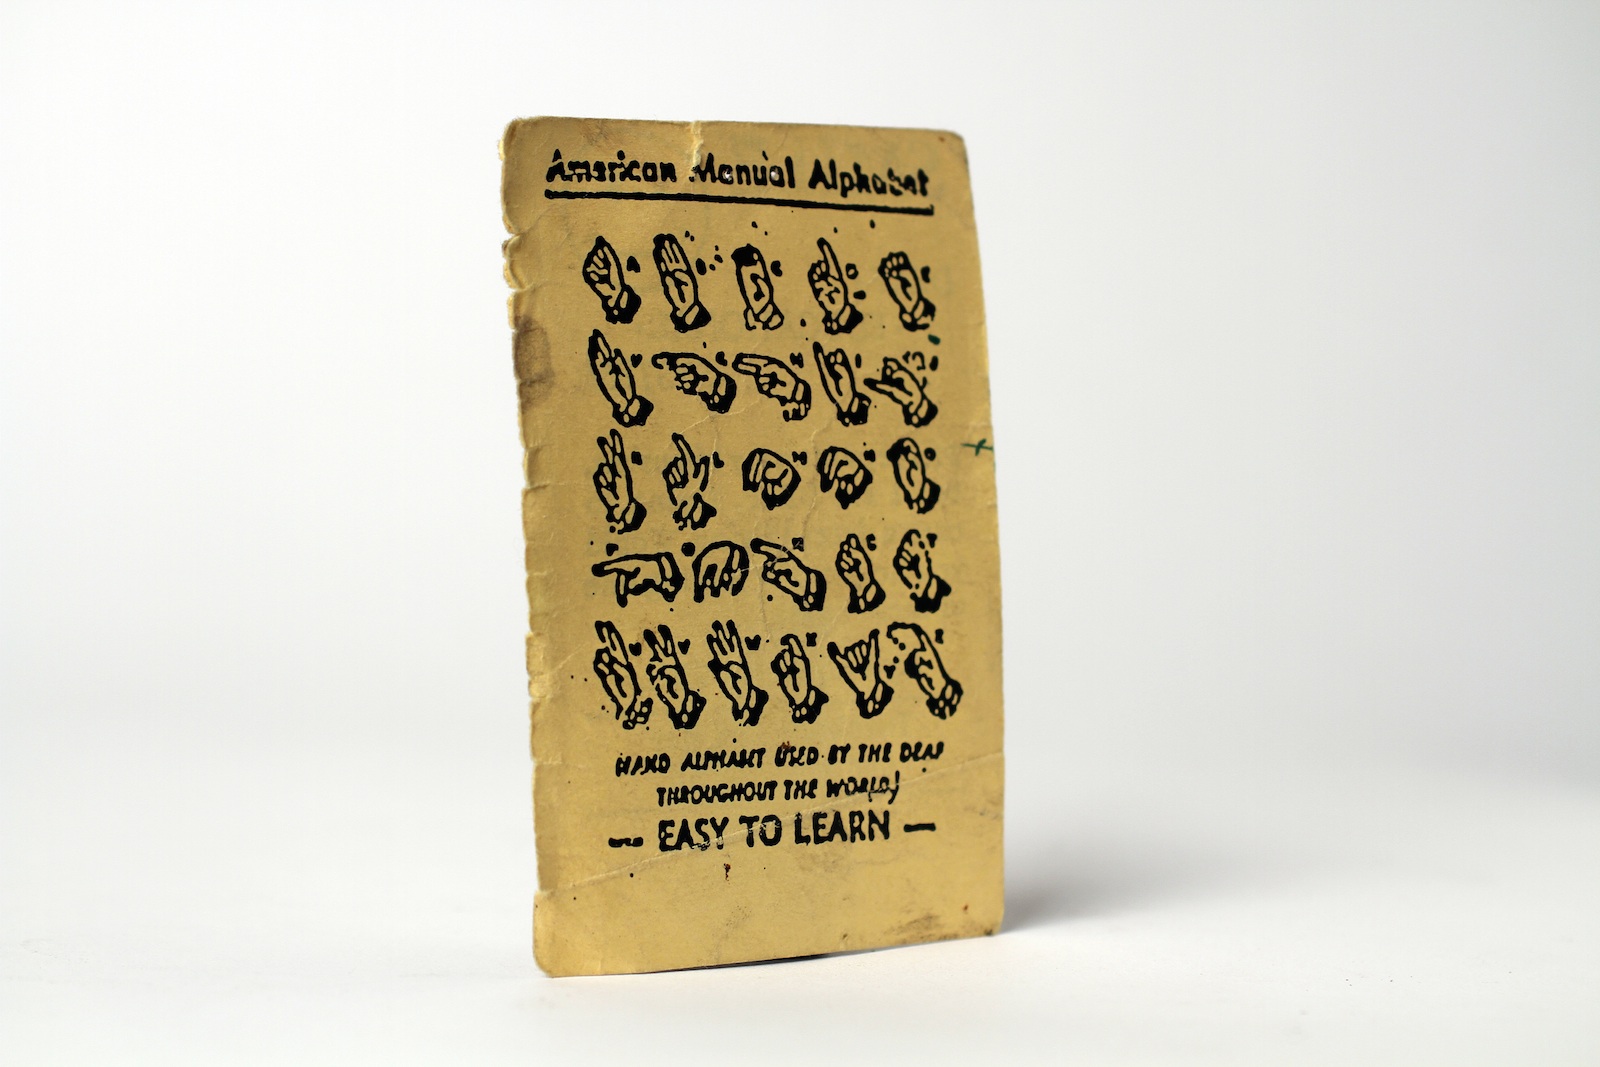 American Manual Alphabet
A B C D E
F G H I J
K L M N O
P Q R S T
U V W X Y Z
HAND ALPHABET USED BY THE DEAF
THROUGHOUT THE WORLD!
— EASY TO LEARN —